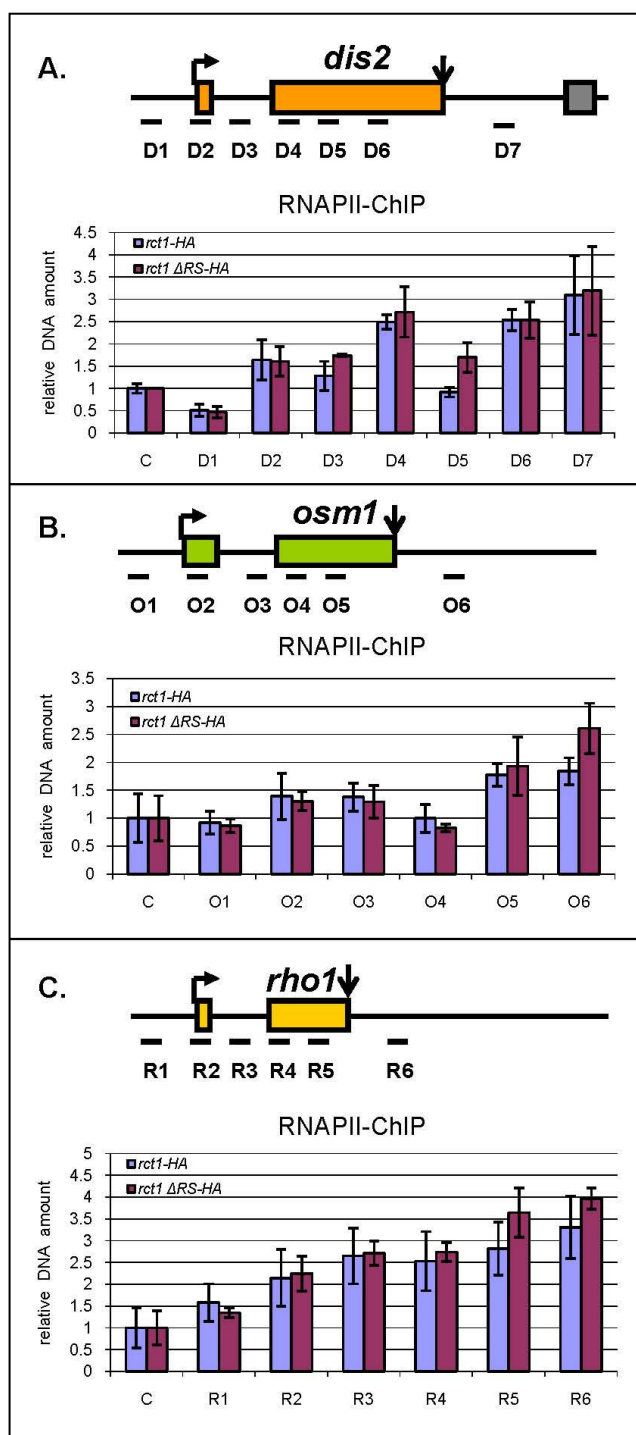 A.
dis2
D1 D2 D3 D4 D5 D6 D7
RNAPII-ChIP
relative DNA amount
4.5
4
3.5
3
2.5
2
1.5
1
0.5
0
rct1-HA
rct1 ΔRS-HA
C D1 D2 D3 D4 D5 D6 D7
B.
osm1
O1 O2 O3 O4 O5 O6
RNAPII-ChIP
relative DNA amount
3.5
3
2.5
2
1.5
1
0.5
0
rct1-HA
rct1 ΔRS-HA
C O1 O2 O3 O4 O5 O6
C.
rho1
R1 R2 R3 R4 R5 R6
RNAPII-ChIP
relative DNA amount
5
4.5
4
3.5
3
2.5
2
1.5
1
0.5
0
rct1-HA
rct1 ΔRS-HA
C R1 R2 R3 R4 R5 R6